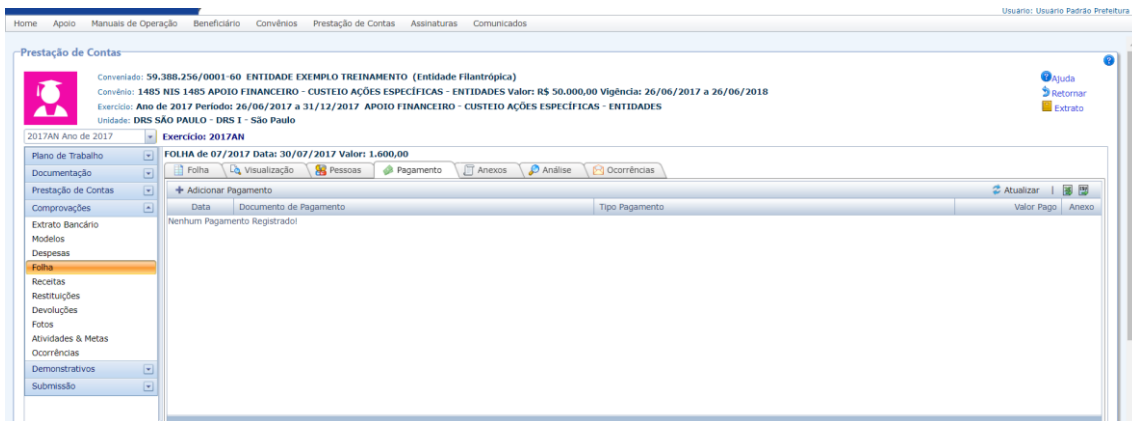 Usuário: Usuário Padrão Prefeitura
Home Apoio Manuais de Operação Beneficiário Convênios Prestação de Contas Assinaturas Comunicados
Prestação de Contas
Conveniado: 59.388.256/0001-60 ENTIDADE EXEMPLO TREINAMENTO (Entidade Filantrópica)
Convênio: 1485 NIS 1485 APOIO FINANCEIRO - CUSTEIO AÇÕES ESPECÍFICAS - ENTIDADES Valor: R$ 50.000,00 Vigência: 26/06/2017 a 26/06/2018
Exercício: Ano de 2017 Período: 26/06/2017 a 31/12/2017 APOIO FINANCEIRO - CUSTEIO AÇÕES ESPECÍFICAS - ENTIDADES
Unidade: DRS SÃO PAULO - DRS I - São Paulo
Ajuda
Retornar
Extrato
2017AN Ano de 2017 Exercício: 2017AN
Plano de Trabalho
Documentação
Prestação de Contas
Comprovações
Extrato Bancário
Modelos
Despesas
Folha
Receitas
Restituições
Devoluções
Fotos
Atividades & Metas
Ocorrências
Demonstrativos
Submissão
FOLHA de 07/2017 Data: 30/07/2017 Valor: 1.600,00
Folha Visualização Pessoas Pagamento Anexos Análise Ocorrências
Adicionar Pagamento Atualizar
Data Documento de Pagamento Tipo Pagamento Valor Pago Anexo
Nenhum Pagamento Registrado!